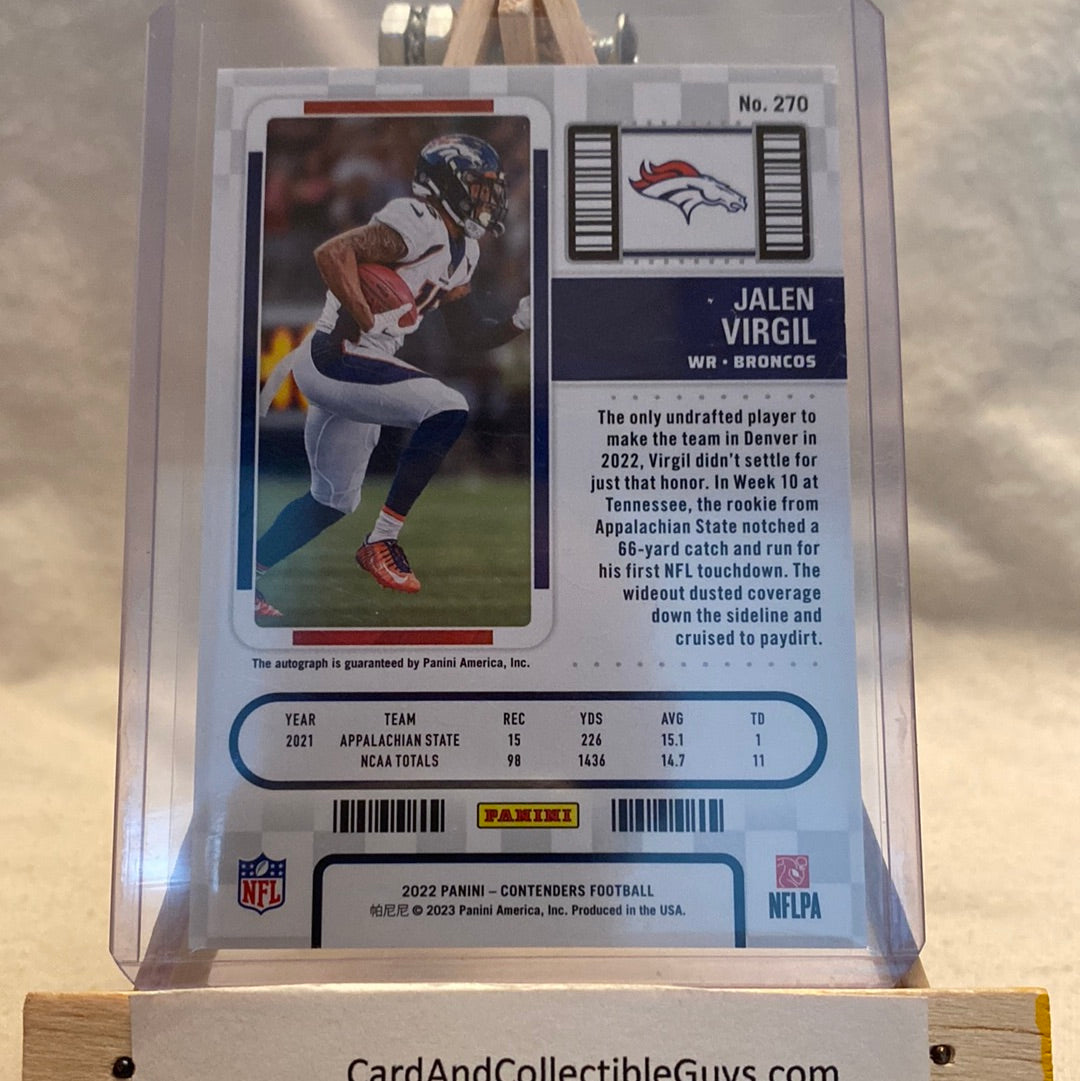 No. 270
JALEN
VIRGIL
WR • BRONCOS
The only undrafted player to
make the team in Denver in
2022, Virgil didn't settle for
just that honor. In Week 10 at
Tennessee, the rookie from
Appalachian State notched a
66-yard catch and run for
his first NFL touchdown. The
wideout dusted coverage
down the sideline and
cruised to paydirt.
The autograph is guaranteed by Panini America, Inc.
YEAR TEAM REC YDS AVG TD
2021 APPALACHIAN STATE 15 226 15.1 1
NCAA TOTALS 98 1436 14.7 11
PANINI
NFL
2022 PANINI – CONTENDERS FOOTBALL
帕尼尼 © 2023 Panini America, Inc. Produced in the USA.
NFLPA
CardAndCollectibleGuys.com